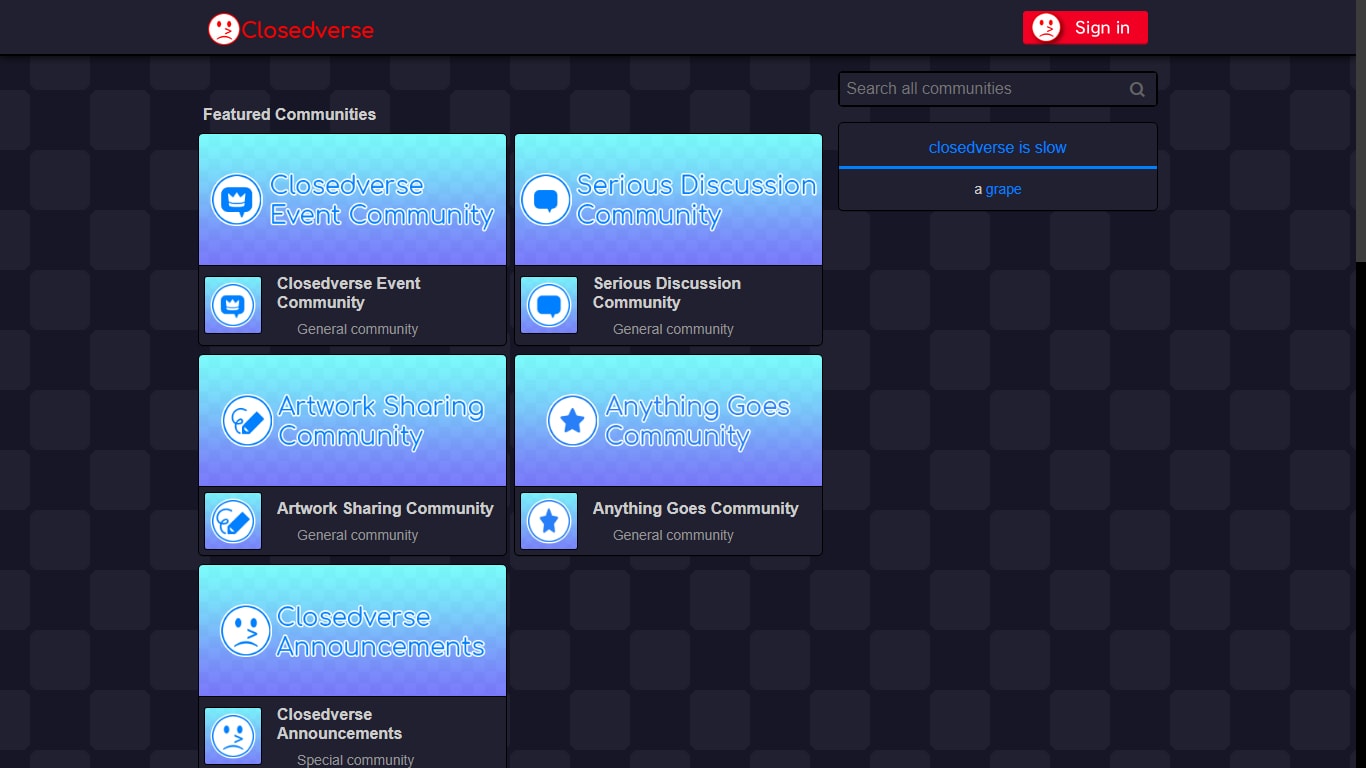 Closedverse
Sign in
Search all communities
closedverse is slow
a grape
Featured Communities
Closedverse
Event Community
Closedverse Event
Community
General community
Serious Discussion
Community
Serious Discussion
Community
General community
Artwork Sharing
Community
Artwork Sharing Community
General community
Anything Goes
Community
Anything Goes Community
General community
Closedverse
Announcements
Closedverse
Announcements
Special community